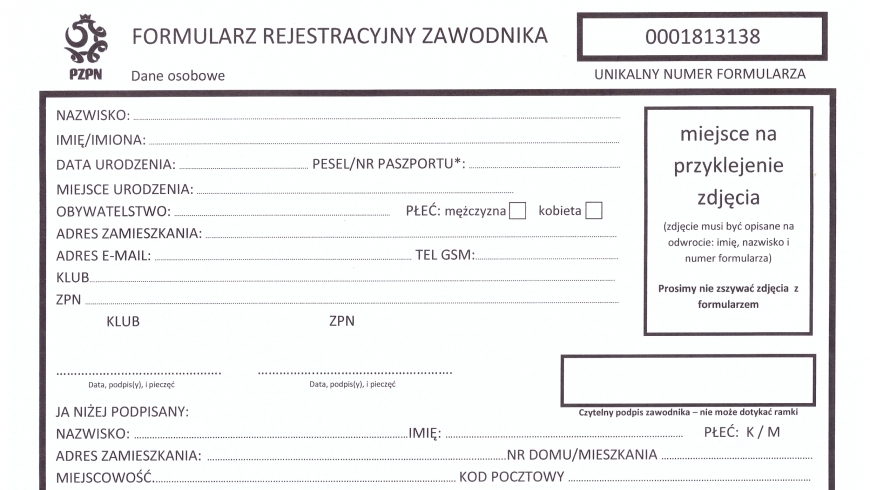 PZPN
FORMULARZ REJESTRACYJNY ZAWODNIKA
0001813138
Dane osobowe
UNIKALNY NUMER FORMULARZA
NAZWISKO:
IMIĘ/IMIONA:
DATA URODZENIA: PESEL/NR PASZPORTU*:
MIEJSCE URODZENIA:
OBYWATELSTWO: PŁEĆ: mężczyzna kobieta
ADRES ZAMIESZKANIA:
ADRES E-MAIL: TEL GSM:
KLUB
ZPN
KLUB ZPN
miejsce na
przyklejenie
zdjęcia
(zdjęcie musi być opisane na
odwrocie: imię, nazwisko i
numer formularza)
Prosimy nie zszywać zdjęcia z
formularzem
Data, podpis(y), i pieczęć Data, podpis(y), i pieczęć
Czytelny podpis zawodnika – nie może dotykać ramki
JA NIŻEJ PODPISANY:
NAZWISKO: IMIĘ: PŁEĆ: K / M
ADRES ZAMIESZKANIA: NR DOMU/MIESZKANIA
MIEJSCOWOŚĆ KOD POCZTOWY